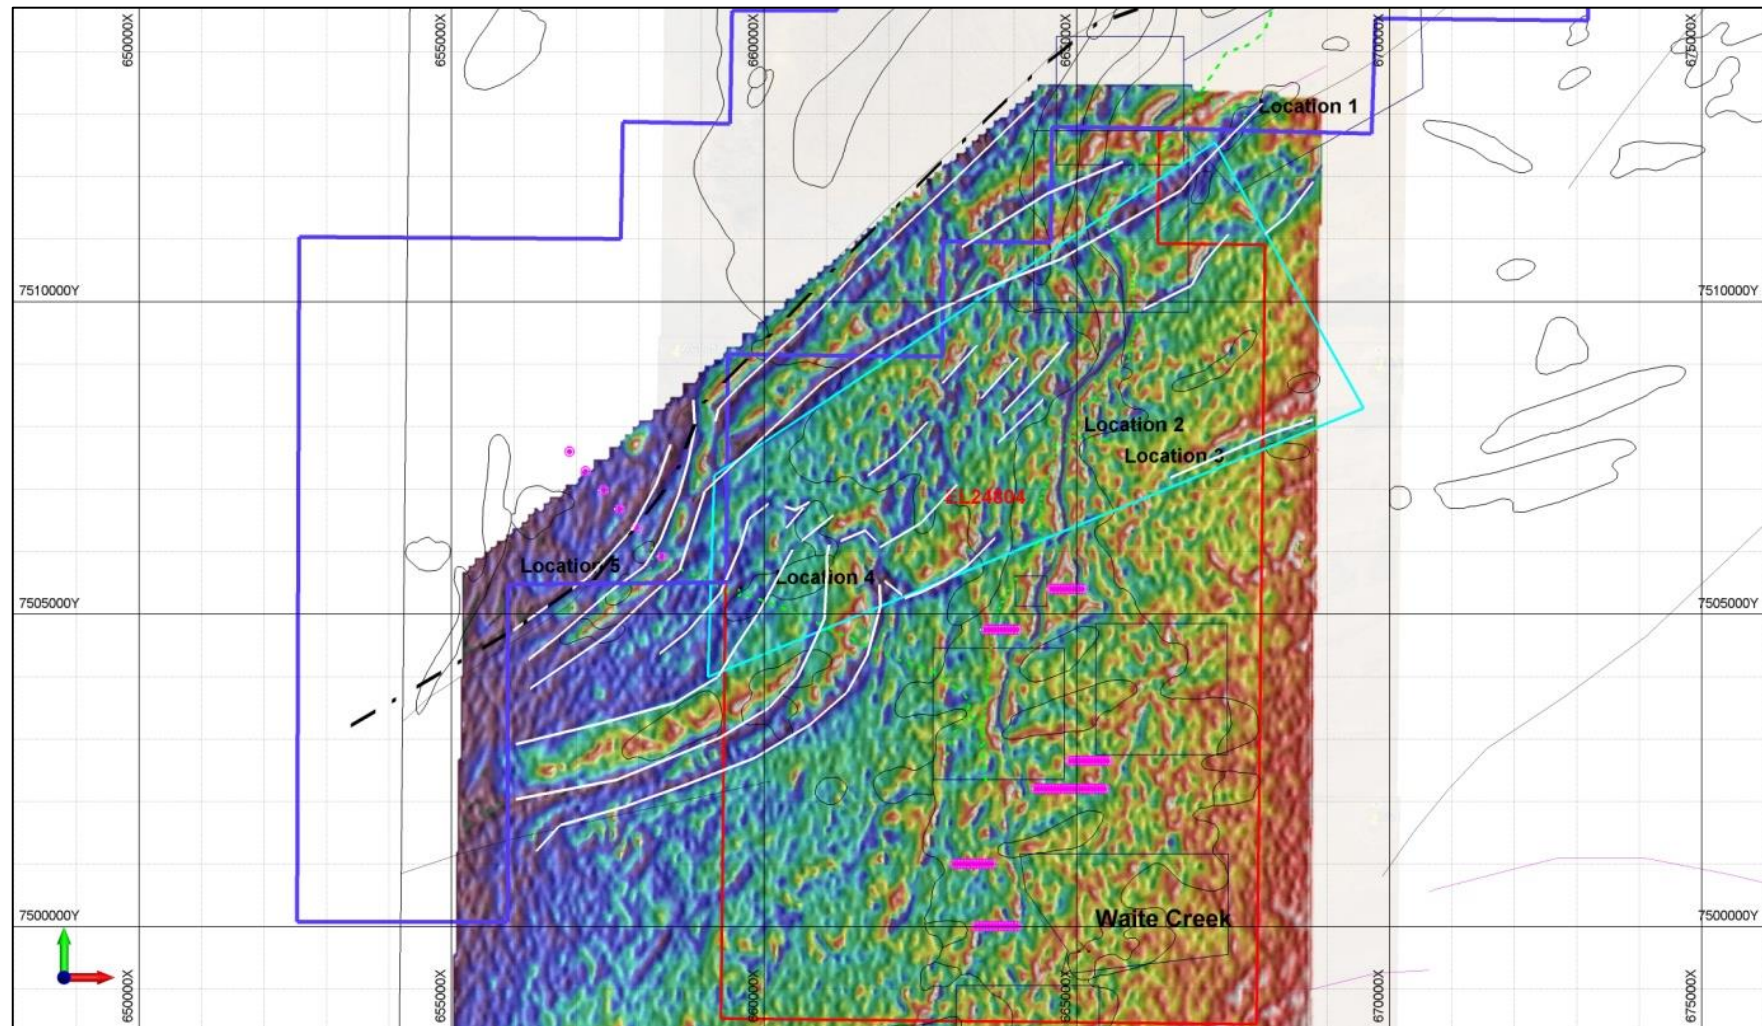 650000X
655000X
660000X
665000X
670000X
675000X
Location 1
7510000Y
7510000Y
Location 2
Location 3
EL24804
Location 5
Location 4
7505000Y
7505000Y
7500000Y
7500000Y
Waite Creek
650000X
655000X
660000X
665000X
670000X
675000X